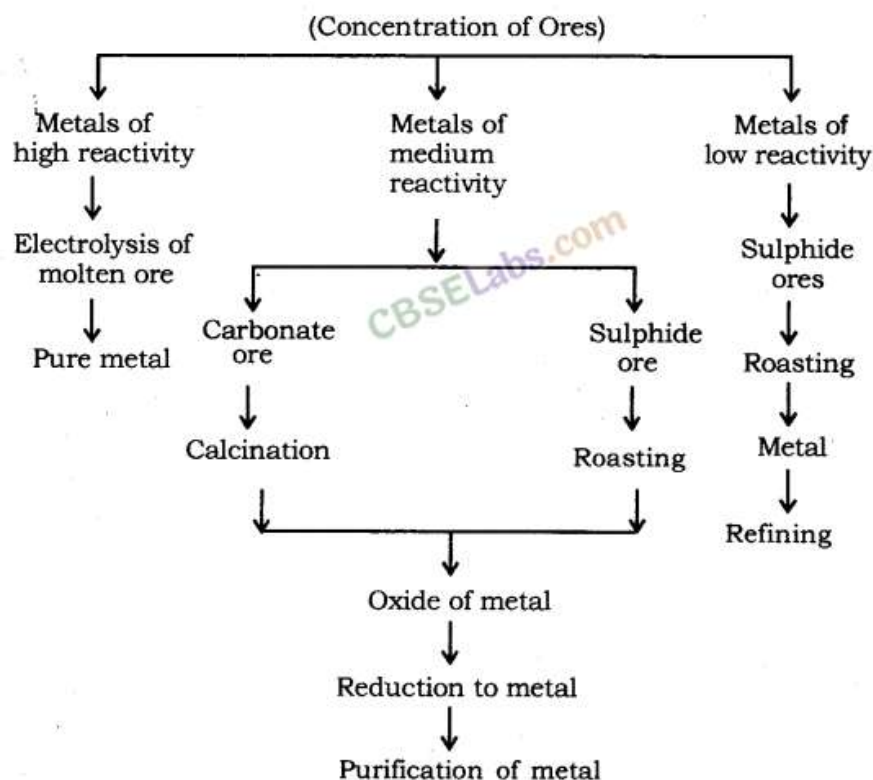 (Concentration of Ores)
Metals of
high reactivity
Metals of
medium
reactivity
Metals of
low reactivity
Electrolysis of
molten ore
Sulphide
ores
CBSELabs.com
Carbonate
ore
Sulphide
ore
Pure metal
Roasting
Calcination
Roasting
Metal
Refining
Oxide of metal
Reduction to metal
Purification of metal